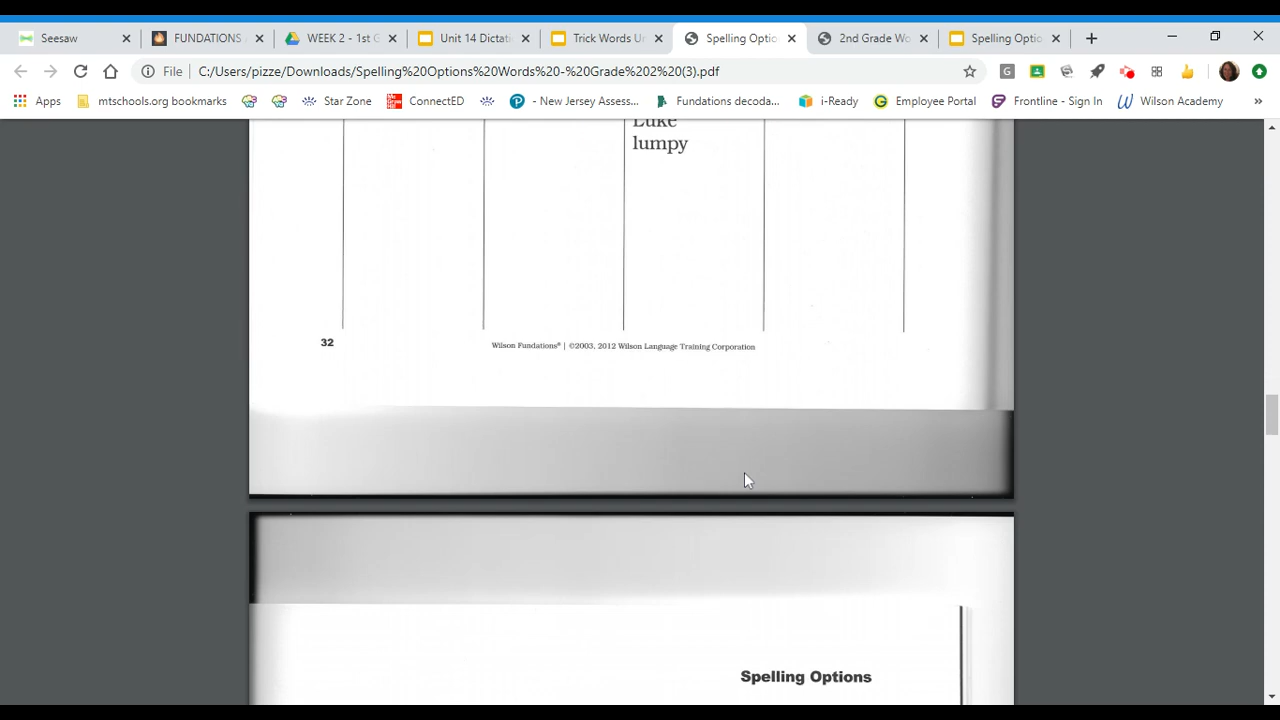 Seesaw
FUNDATIONS
WEEK 2 - 1st G
Unit 14 Dictati
Trick Words Un
Spelling Optio
2nd Grade Wo
Spelling Optio
File
C:/Users/pizze/Downloads/Spelling%20Options%20Words%20-%20Grade%202%20(3).pdf
Apps
mtschools.org bookmarks
Star Zone
ConnectED
- New Jersey Assess...
Fundations decoda...
i-Ready
Employee Portal
Frontline - Sign In
Wilson Academy
»
Luke
lumpy
32
Wilson Fundations® | ©2003, 2012 Wilson Language Training Corporation
Spelling Options